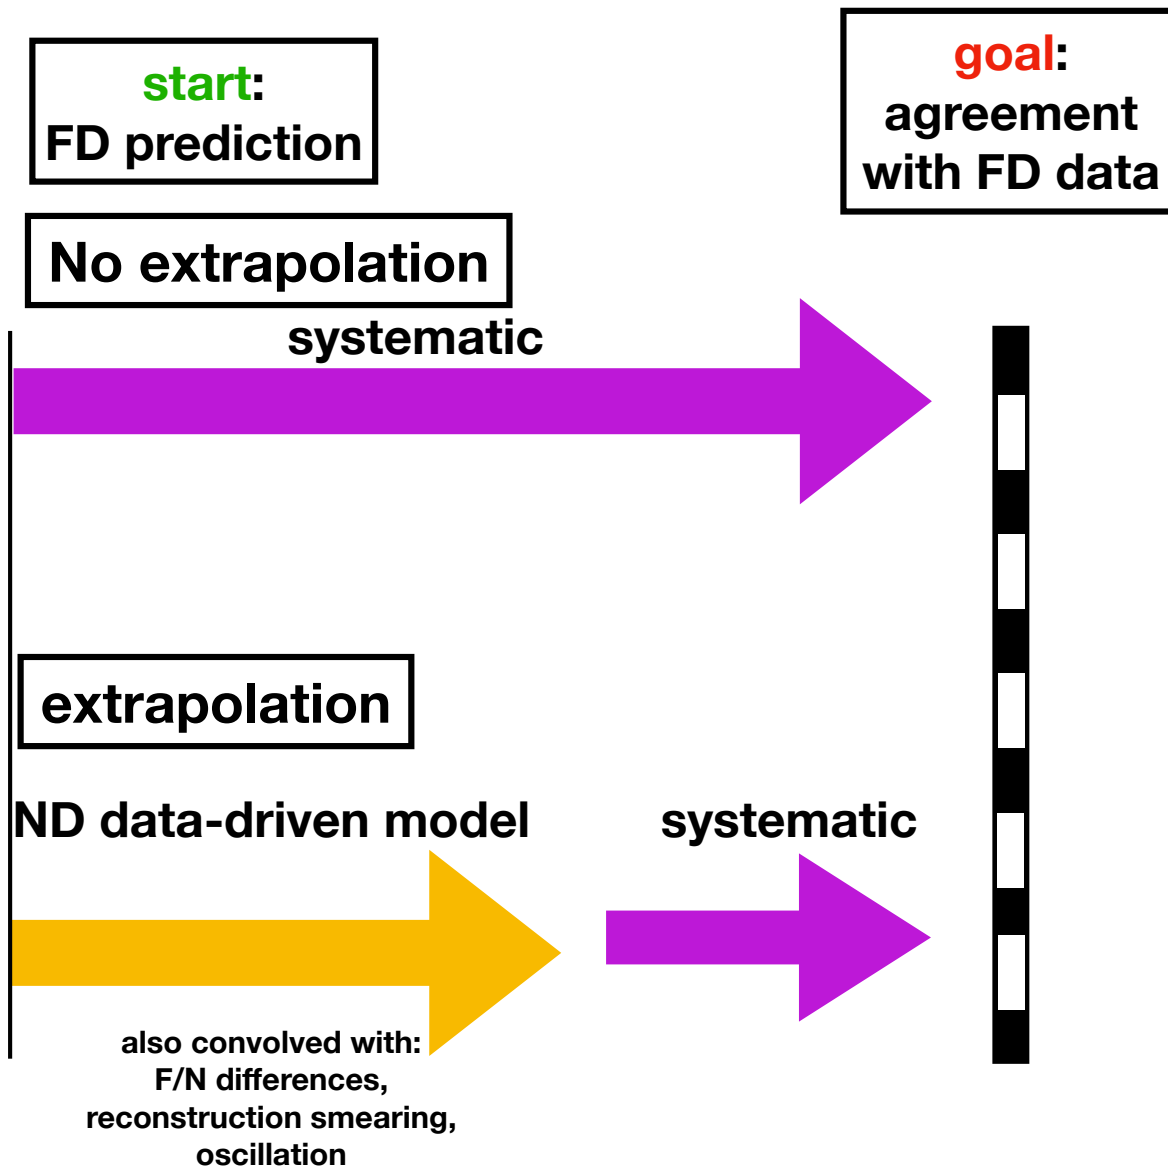 start:
FD prediction
goal:
agreement
with FD data
No extrapolation
systematic
extrapolation
ND data-driven model
systematic
also convolved with:
F/N differences,
reconstruction smearing,
oscillation